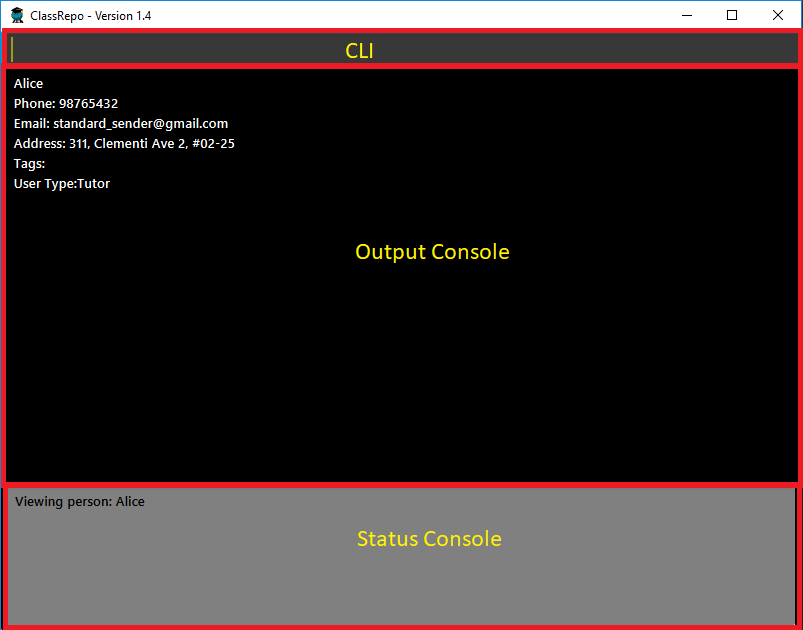 ClassRepo - Version 1.4
CLI
Alice
Phone: 98765432
Email: standard_sender@gmail.com
Address: 311, Clementi Ave 2, #02-25
Tags:
User Type:Tutor
Output Console
Viewing person: Alice
Status Console